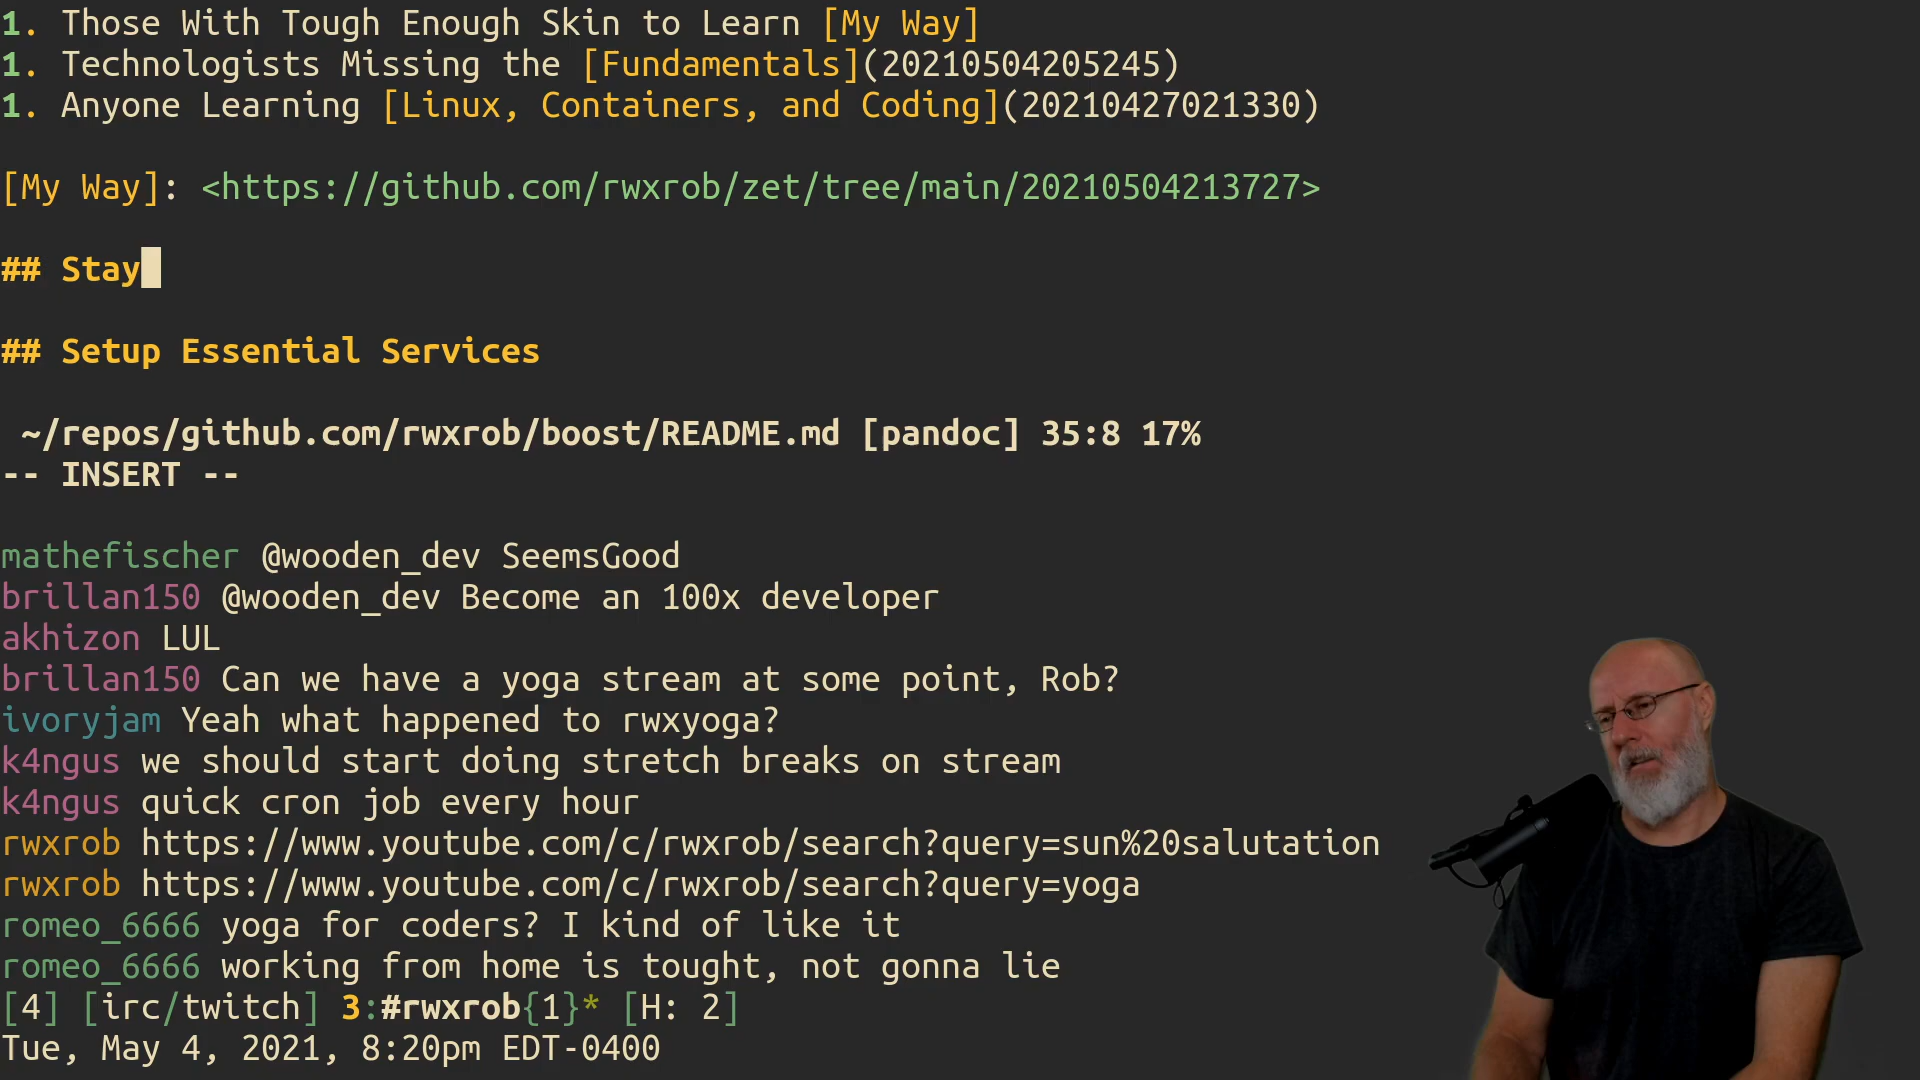 1. Those With Tough Enough Skin to Learn [My Way]
1. Technologists Missing the [Fundamentals](20210504205245)
1. Anyone Learning [Linux, Containers, and Coding](20210427021330)
[My Way]: <https://github.com/rwxrob/zet/tree/main/20210504213727>
## Stay
## Setup Essential Services
~/repos/github.com/rwxrob/boost/README.md [pandoc] 35:8 17%
-- INSERT --
mathefischer @wooden_dev SeemsGood
brillan150 @wooden_dev Become an 100x developer
akhizon LUL
brillan150 Can we have a yoga stream at some point, Rob?
ivoryjam Yeah what happened to rwxyoga?
k4ngus we should start doing stretch breaks on stream
k4ngus quick cron job every hour
rwxrob https://www.youtube.com/c/rwxrob/search?query=sun%20salutation
rwxrob https://www.youtube.com/c/rwxrob/search?query=yoga
romeo_6666 yoga for coders? I kind of like it
romeo_6666 working from home is tought, not gonna lie
[4] [irc/twitch] 3:#rwxrob{1}* [H: 2]
Tue, May 4, 2021, 8:20pm EDT-0400